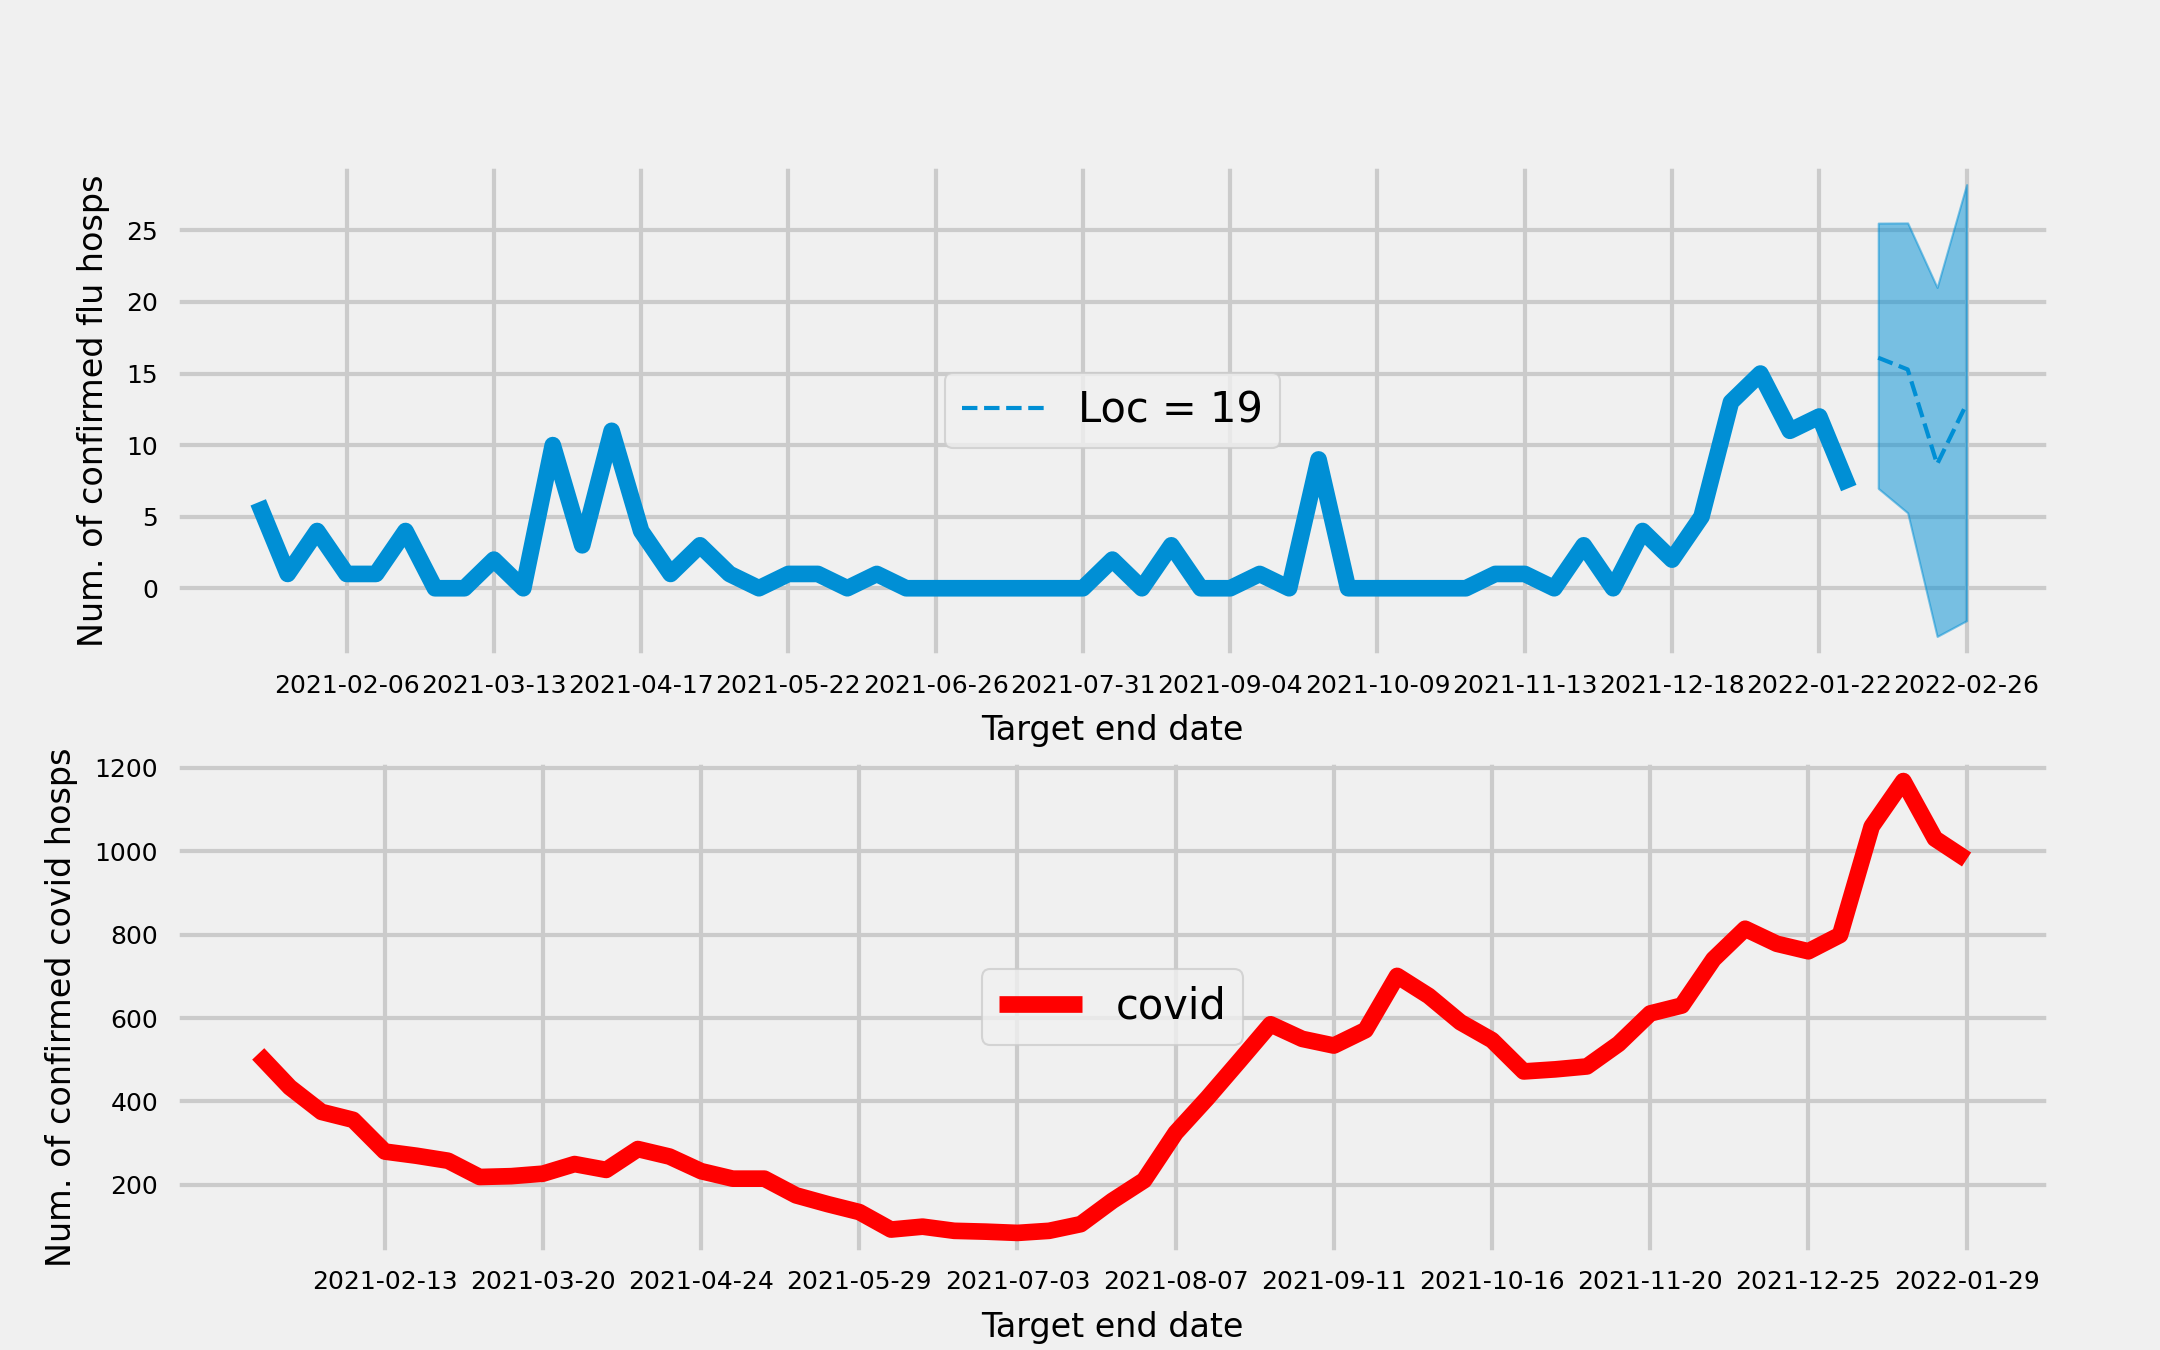 Num. of confirmed flu hosps
25
20
15
10
5
0
Loc = 19
2021-02-06 2021-03-13 2021-04-17 2021-05-22 2021-06-26 2021-07-31 2021-09-04 2021-10-09 2021-11-13 2021-12-18 2022-01-22 2022-02-26
Target end date
Num. of confirmed covid hosps
1200
1000
800
600
400
200
covid
2021-02-13 2021-03-20 2021-04-24 2021-05-29 2021-07-03 2021-08-07 2021-09-11 2021-10-16 2021-11-20 2021-12-25 2022-01-29
Target end date